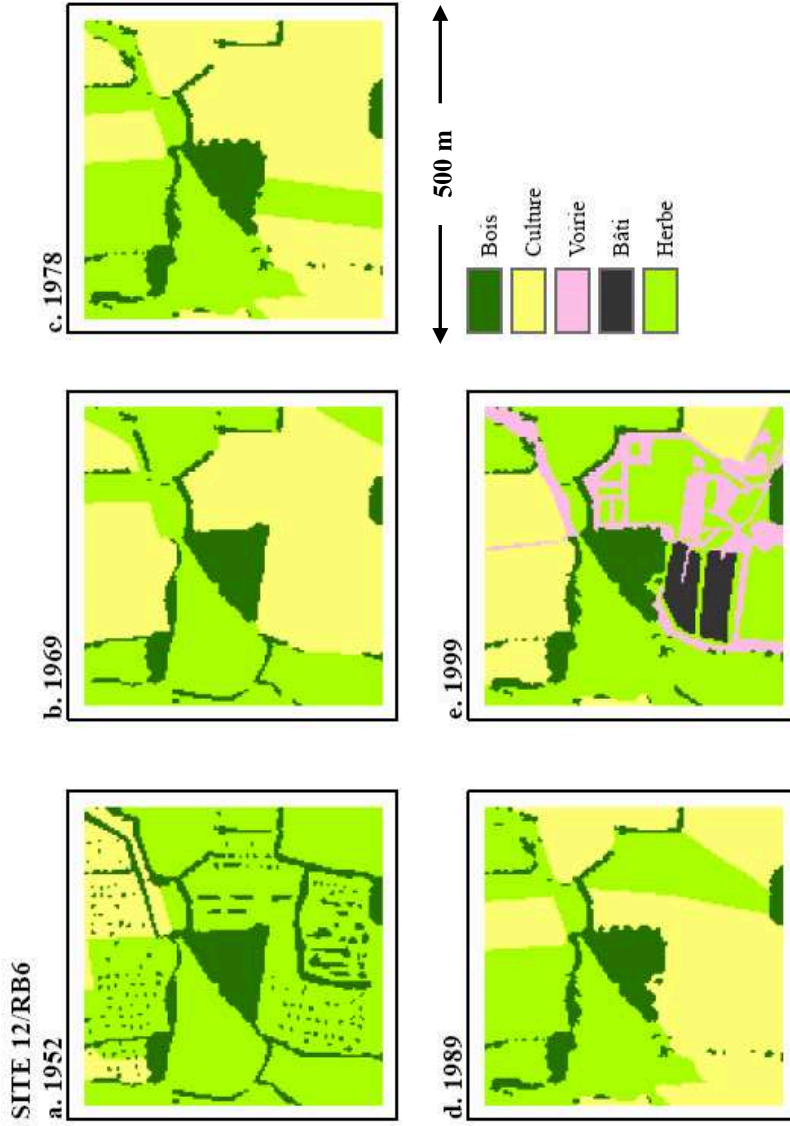 SITE 12/RB6
a. 1952
b. 1969
c. 1978
d. 1989
e. 1999
500 m
Bois
Culture
Voirie
Bâti
Herbe